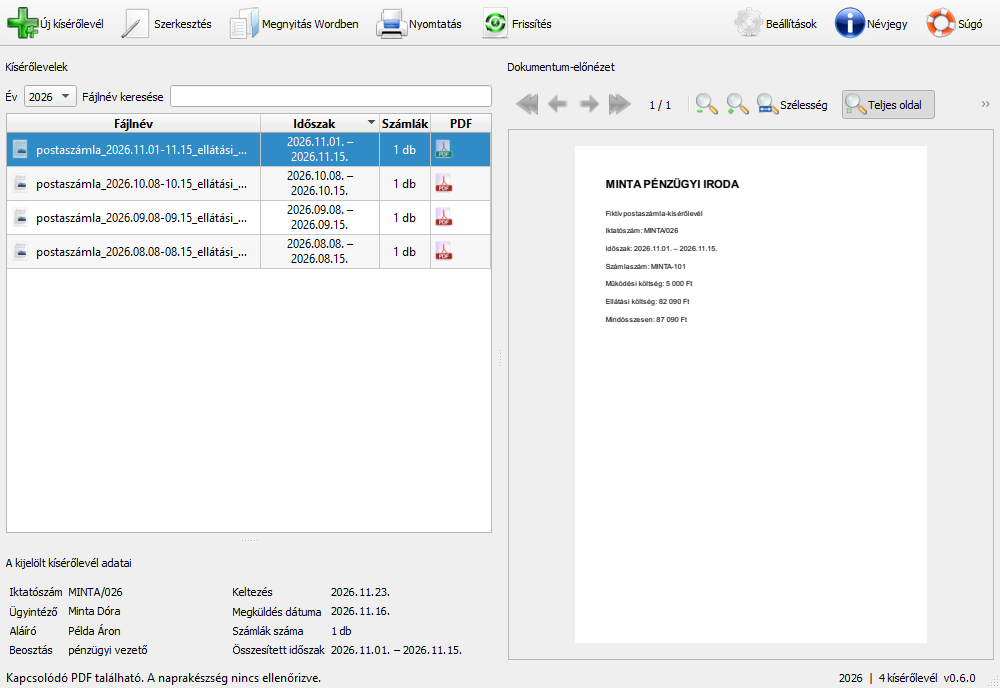 Új kísérőlevél Szerkesztés Megnyitás Wordben Nyomtatás Frissítés Beállítások Névjegy Súgó
Kísérőlevelek
Év 2026 Fájlnév keresése
Fájlnév Időszak Számlák PDF
postaszámla_2026.11.01-11.15_ellátási_... 2026.11.01. – 2026.11.15. 1 db PDF
postaszámla_2026.10.08-10.15_ellátási_... 2026.10.08. – 2026.10.15. 1 db PDF
postaszámla_2026.09.08-09.15_ellátási_... 2026.09.08. – 2026.09.15. 1 db PDF
postaszámla_2026.08.08-08.15_ellátási_... 2026.08.08. – 2026.08.15. 1 db PDF
A kijelölt kísérőlevél adatai
Iktatószám MINTA/026 Keltezés 2026.11.23.
Ügyintéző Minta Dóra Megküldés dátuma 2026.11.16.
Aláíró Példa Áron Számlák száma 1 db
Beosztás pénzügyi vezető Összesített időszak 2026.11.01. – 2026.11.15.
Dokumentum-előnézet
1 / 1 Szélesség Teljes oldal »
MINTA PÉNZÜGYI IRODA
Fiktív postaszámla-kísérőlevél
Iktatószám: MINTA/026
Időszak: 2026.11.01. – 2026.11.15.
Számlaszám: MINTA-101
Működési költség: 5 000 Ft
Ellátási költség: 82 090 Ft
Mindösszesen: 87 090 Ft
Kapcsolódó PDF található. A naprakészség nincs ellenőrizve. 2026 | 4 kísérőlevél v0.6.0